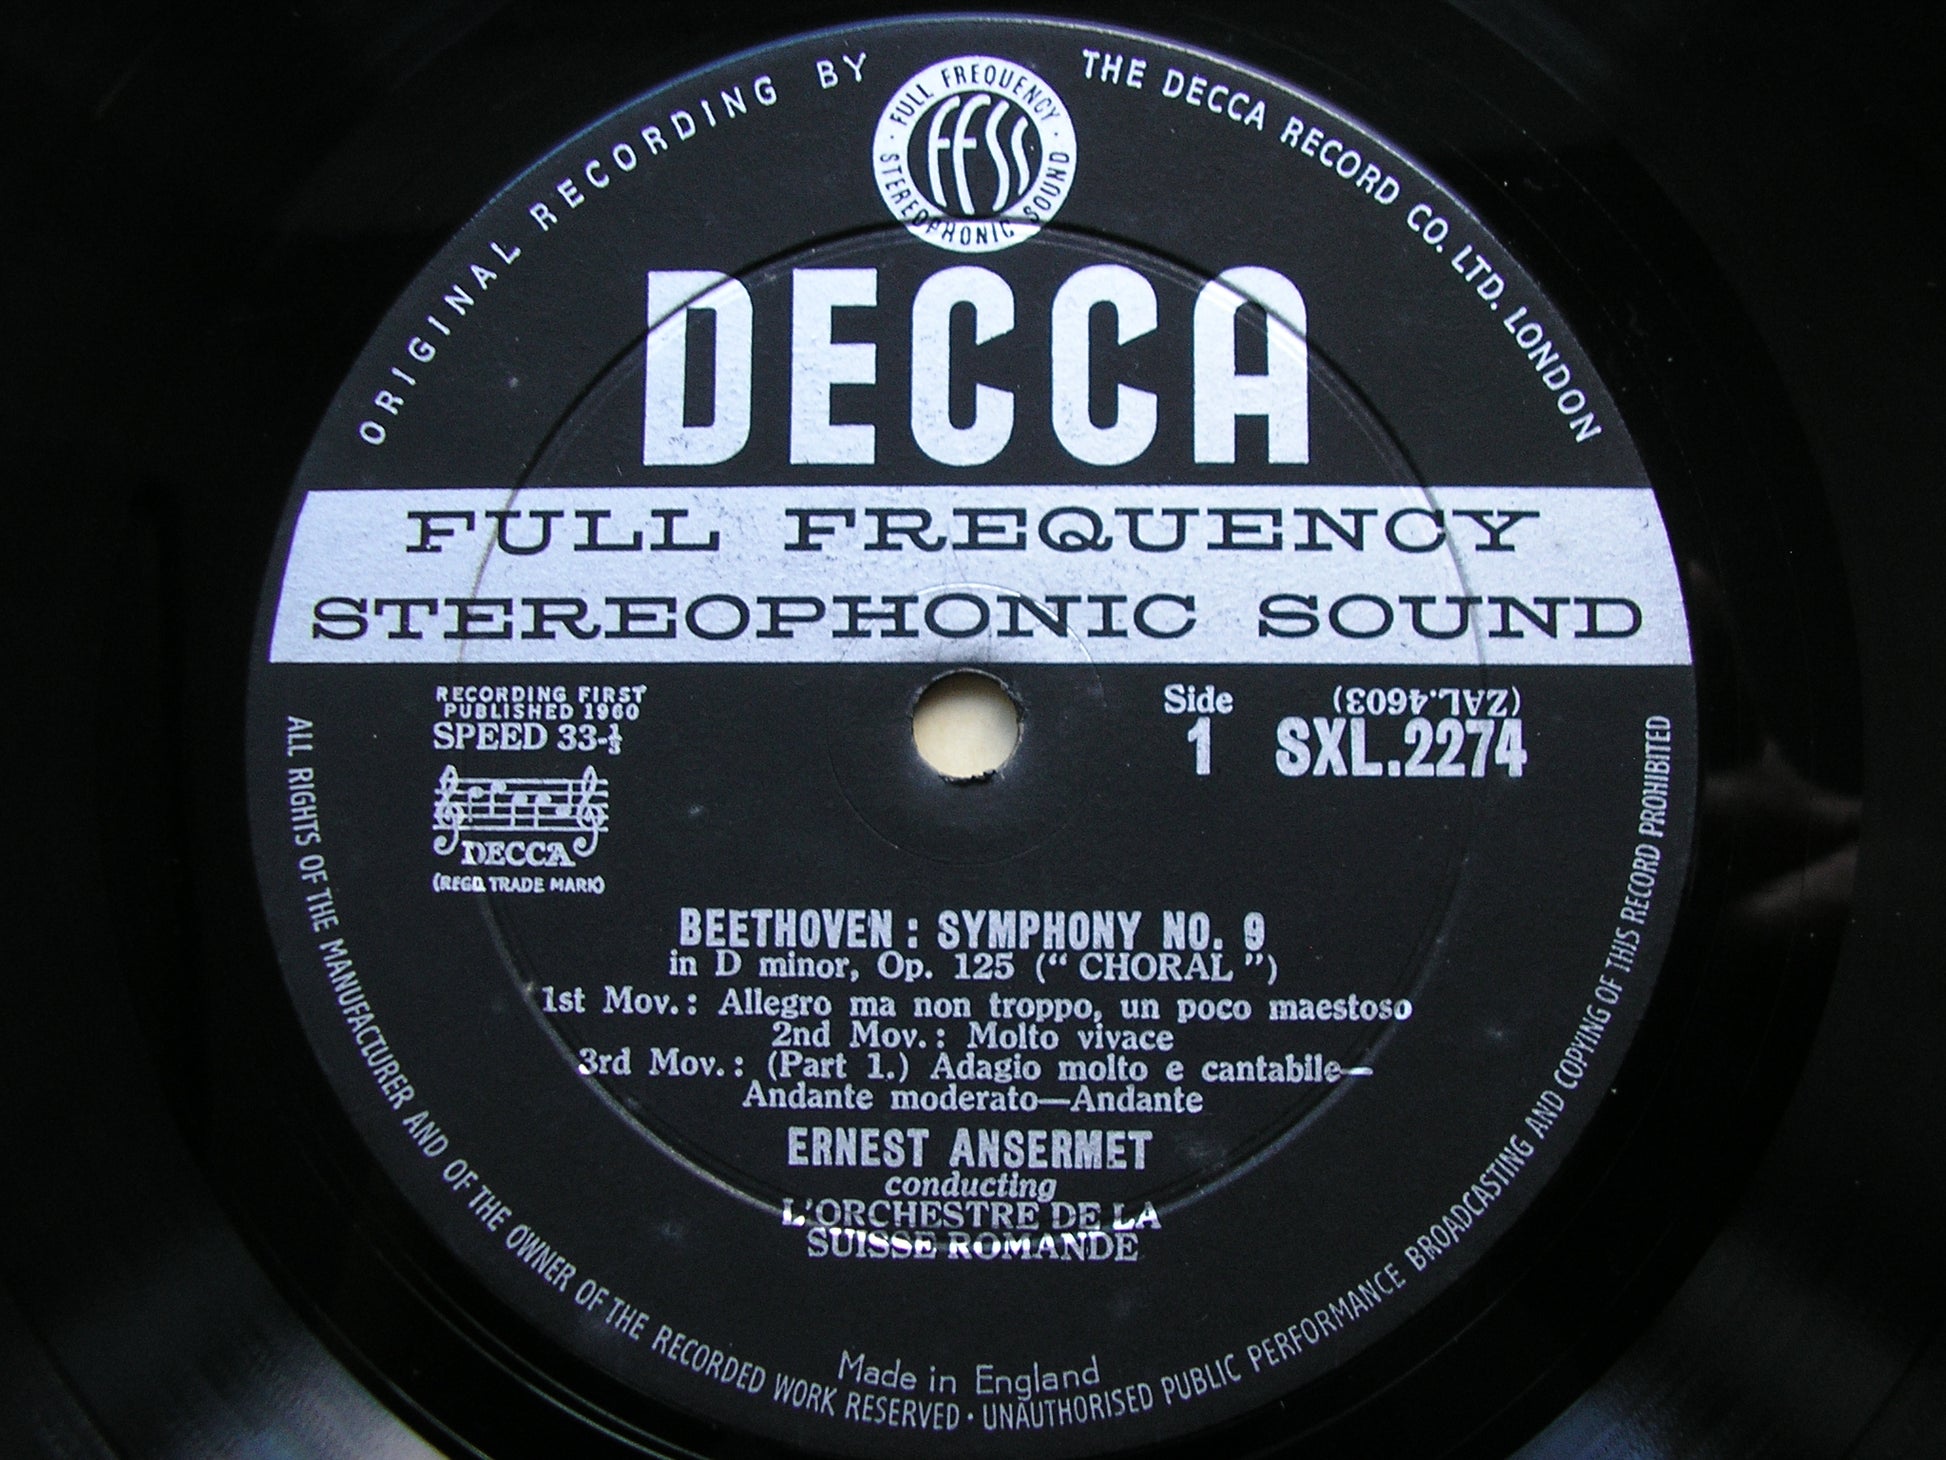 ORIGINAL RECORDING BY
THE DECCA RECORD CO. LTD. LONDON
FULL FREQUENCY
FFSS
STEREOPHONIC SOUND
DECCA
FULL FREQUENCY
STEREOPHONIC SOUND
RECORDING FIRST
PUBLISHED 1960
SPEED 33-⅓
DECCA
(REGD. TRADE MARK)
Side
1
(ZAL.4603)
SXL.2274
BEETHOVEN : SYMPHONY NO. 9
in D minor, Op. 125 (“ CHORAL ”)
1st Mov. : Allegro ma non troppo, un poco maestoso
2nd Mov. : Molto vivace
3rd Mov. : (Part 1.) Adagio molto e cantabile—
Andante moderato—Andante
ERNEST ANSERMET
conducting
L'ORCHESTRE DE LA
SUISSE ROMANDE
Made in England
ALL RIGHTS OF THE MANUFACTURER AND OF THE OWNER OF THE RECORDED WORK RESERVED · UNAUTHORISED PUBLIC PERFORMANCE BROADCASTING AND COPYING OF THIS RECORD PROHIBITED